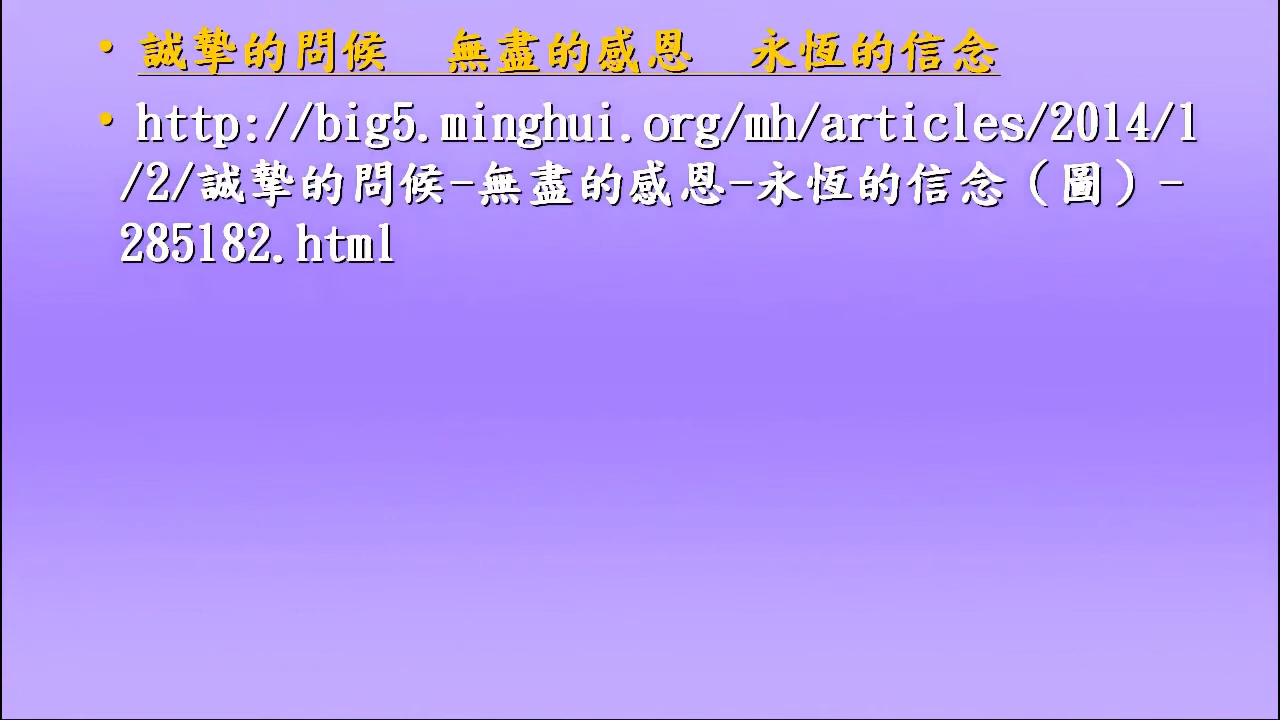 • 誠摯的問候　無盡的感恩　永恆的信念
• http://big5.minghui.org/mh/articles/2014/1
/2/誠摯的問候-無盡的感恩-永恆的信念（圖）-
285182.html